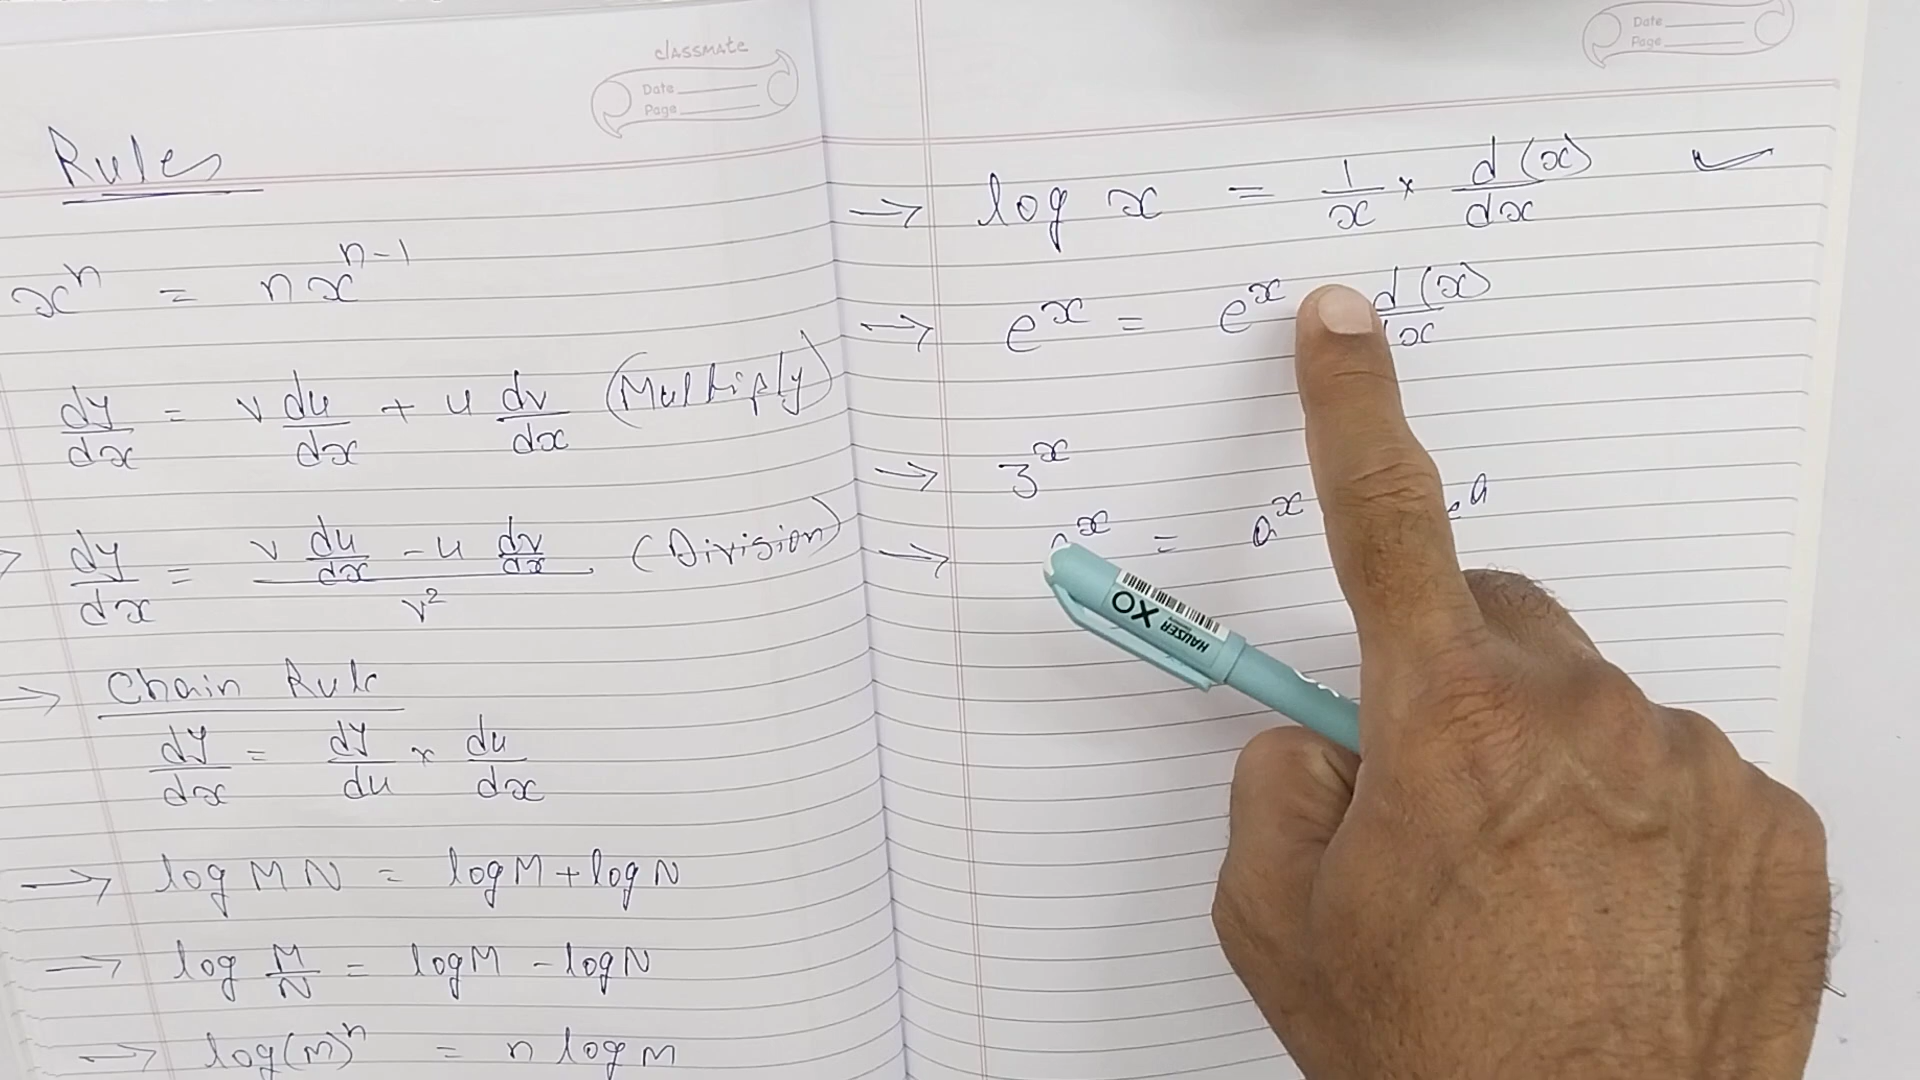 classmate
Date
Page
Rules
x^n = nx^{n-1}
dy/dx = v du/dx + u dv/dx (Multiply)
dy/dx = (v du/dx - u dv/dx) / v^2 (Division)
→ Chain Rule
dy/dx = dy/du × du/dx
→ log MN = log M + log N
→ log M/N = log M - log N
→ log(m)^n = n log m
Date
Page
→ log x = 1/x × d(x)/dx ✓
→ e^x = e^x d(x)/dx
→ 3^x
→ a^x = a^x
HAUSER XO